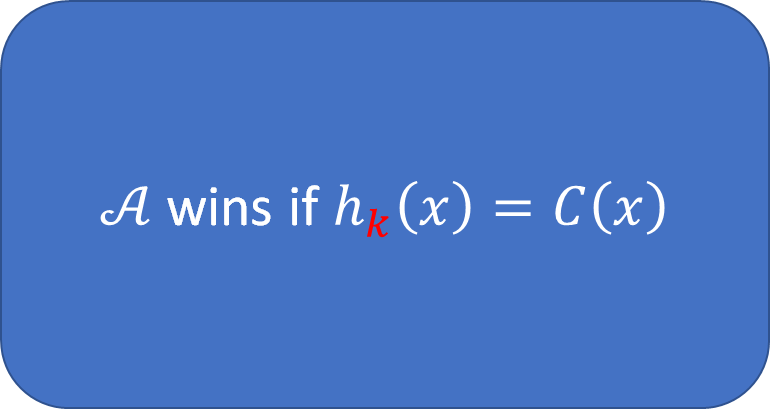 𝒜 wins if hₖ(x) = C(x)